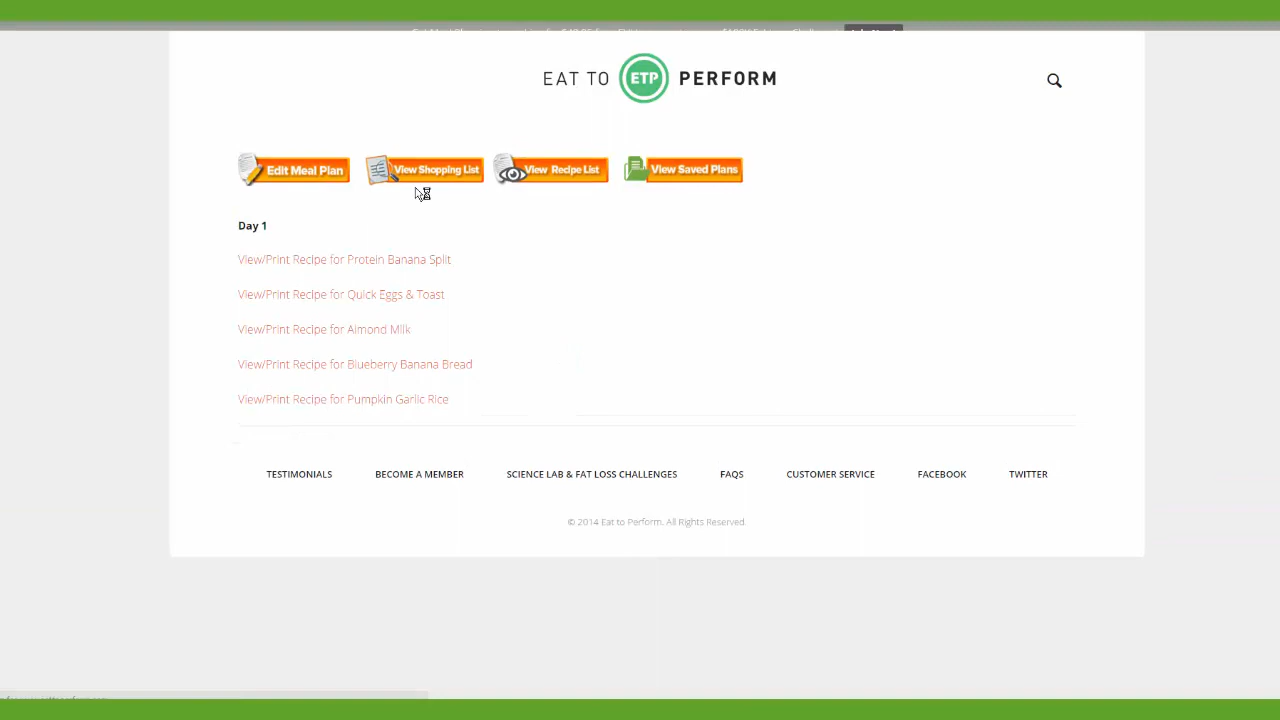 EAT TO ETP PERFORM
Edit Meal Plan View Shopping List View Recipe List View Saved Plans
Day 1
View/Print Recipe for Protein Banana Split
View/Print Recipe for Quick Eggs & Toast
View/Print Recipe for Almond Milk
View/Print Recipe for Blueberry Banana Bread
View/Print Recipe for Pumpkin Garlic Rice
TESTIMONIALS BECOME A MEMBER SCIENCE LAB & FAT LOSS CHALLENGES FAQS CUSTOMER SERVICE FACEBOOK TWITTER
© 2014 Eat to Perform. All Rights Reserved.